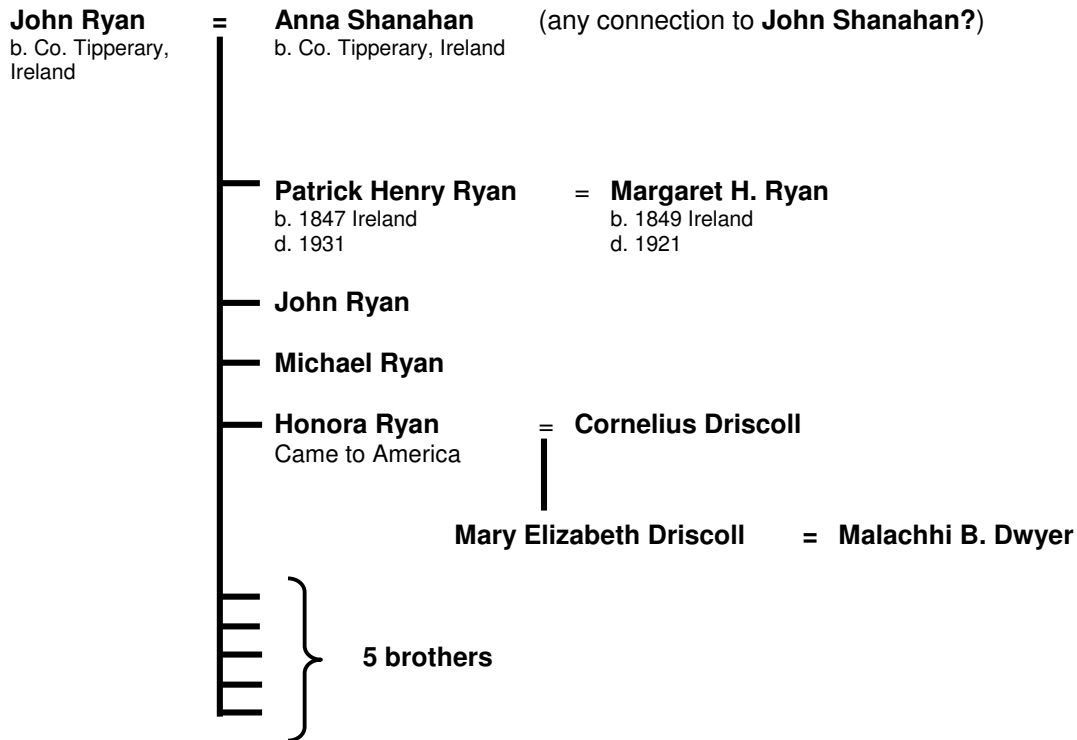 John Ryan = Anna Shanahan (any connection to John Shanahan?)
b. Co. Tipperary, b. Co. Tipperary, Ireland
Ireland
Patrick Henry Ryan = Margaret H. Ryan
b. 1847 Ireland b. 1849 Ireland
d. 1931 d. 1921
John Ryan
Michael Ryan
Honora Ryan = Cornelius Driscoll
Came to America
Mary Elizabeth Driscoll = Malachhi B. Dwyer
5 brothers